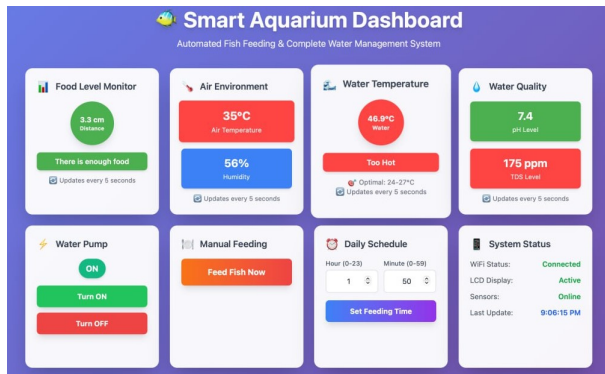 Smart Aquarium Dashboard
Automated Fish Feeding & Complete Water Management System
Food Level Monitor
3.3 cm
Distance
There is enough food
Updates every 5 seconds
Air Environment
35°C
Air Temperature
56%
Humidity
Updates every 5 seconds
Water Temperature
46.9°C
Water
Too Hot
Optimal: 24-27°C
Updates every 5 seconds
Water Quality
7.4
pH Level
175 ppm
TDS Level
Updates every 5 seconds
Water Pump
ON
Turn ON
Turn OFF
Manual Feeding
Feed Fish Now
Daily Schedule
Hour (0-23) Minute (0-59)
1 50
Set Feeding Time
System Status
WiFi Status: Connected
LCD Display: Active
Sensors: Online
Last Update: 9:06:15 PM